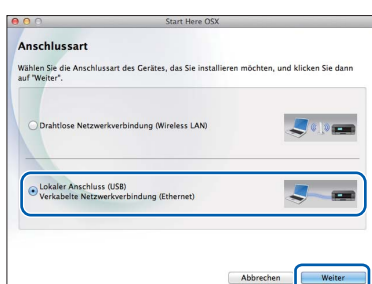 Start Here OSX
Anschlussart
Wählen Sie die Anschlussart des Gerätes, das Sie installieren möchten, und klicken Sie dann
auf "Weiter".
Drahtlose Netzwerkverbindung (Wireless LAN)
Lokaler Anschluss (USB)
Verkabelte Netzwerkverbindung (Ethernet)
Abbrechen Weiter